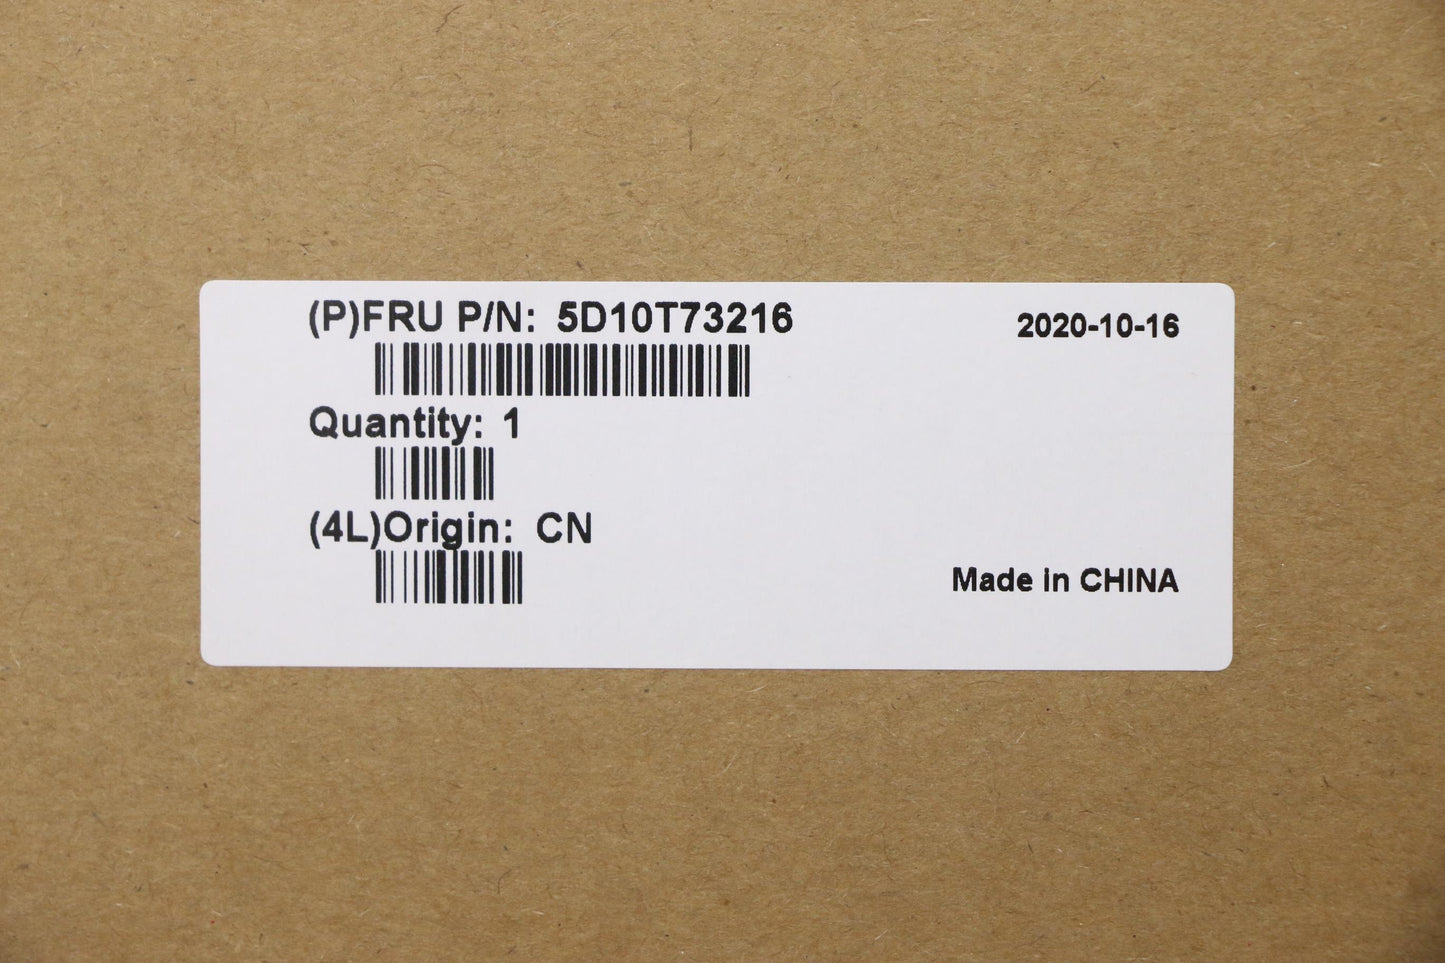 (P)FRU P/N: 5D10T73216
2020-10-16
Quantity: 1
(4L)Origin: CN
Made in CHINA